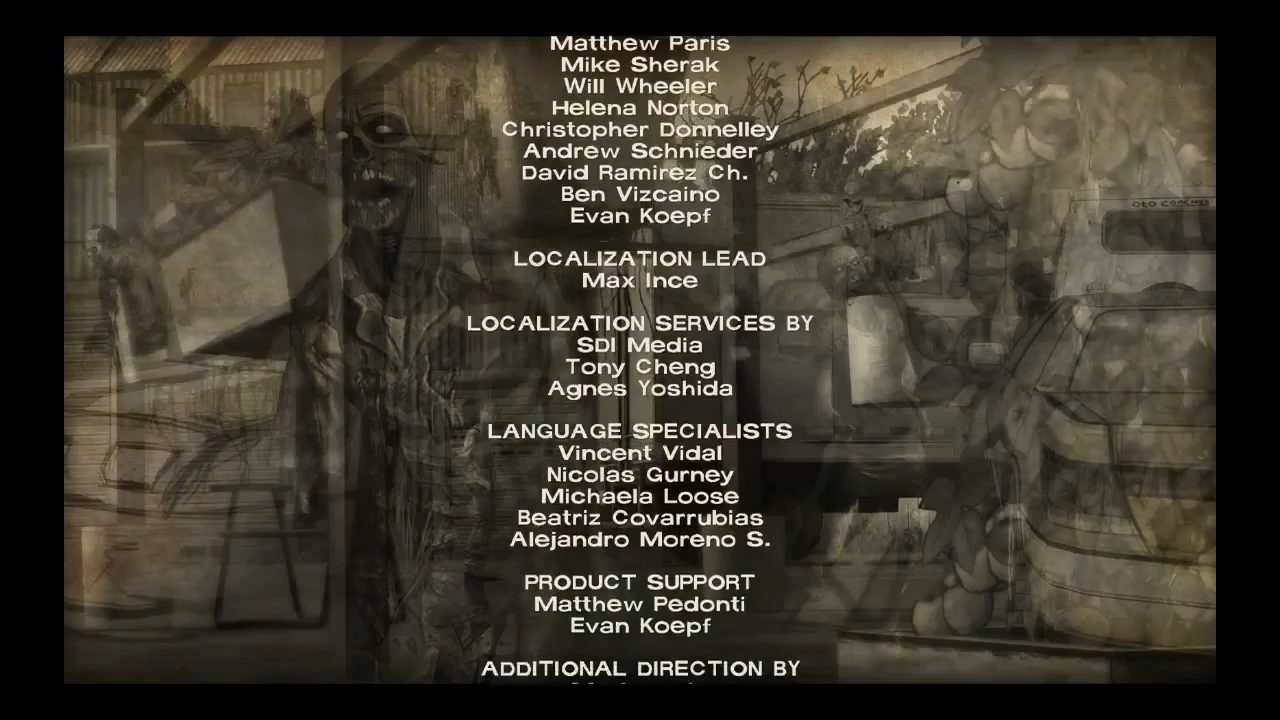 Matthew Paris
Mike Sherak
Will Wheeler
Helena Norton
Christopher Donnelley
Andrew Schnieder
David Ramirez Ch.
Ben Vizcaino
Evan Koepf
LOCALIZATION LEAD
Max Ince
LOCALIZATION SERVICES BY
SDI Media
Tony Cheng
Agnes Yoshida
LANGUAGE SPECIALISTS
Vincent Vidal
Nicolas Gurney
Michaela Loose
Beatriz Covarrubias
Alejandro Moreno S.
PRODUCT SUPPORT
Matthew Pedonti
Evan Koepf
ADDITIONAL DIRECTION BY